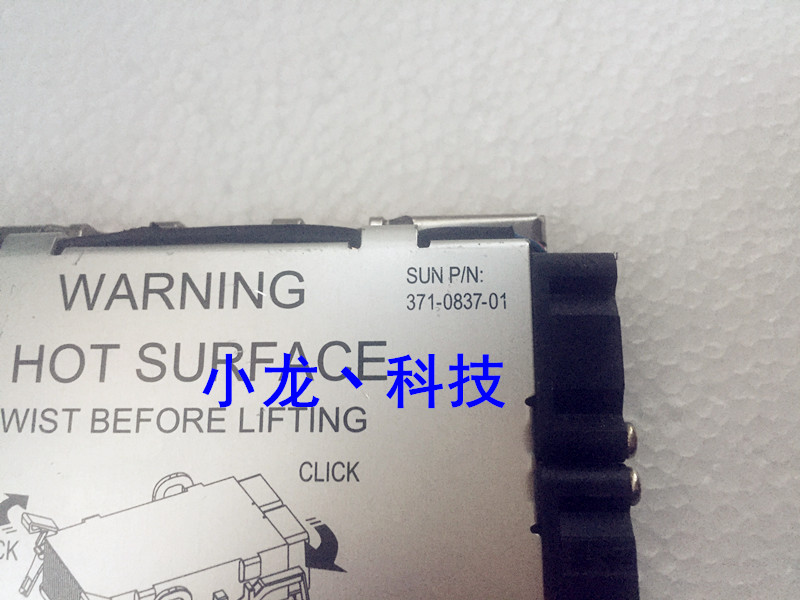 WARNING
SUN P/N:
371-0837-01
HOT SURFACE
小龙丶科技
WIST BEFORE LIFTING
CLICK
CK